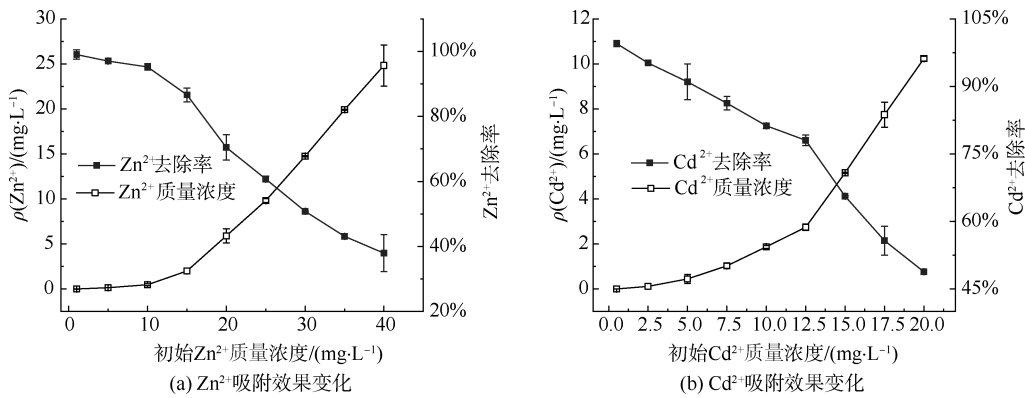 30
25
20
15
10
5
0
ρ(Zn²⁺)/(mg·L⁻¹)
100%
80%
60%
40%
20%
Zn²⁺去除率
Zn²⁺去除率
Zn²⁺质量浓度
0 10 20 30 40
初始Zn²⁺质量浓度/(mg·L⁻¹)
(a) Zn²⁺吸附效果变化
12
10
8
6
4
2
0
ρ(Cd²⁺)/(mg·L⁻¹)
105%
90%
75%
60%
45%
Cd²⁺去除率
Cd²⁺去除率
Cd²⁺质量浓度
0.0 2.5 5.0 7.5 10.0 12.5 15.0 17.5 20.0
初始Cd²⁺质量浓度/(mg·L⁻¹)
(b) Cd²⁺吸附效果变化